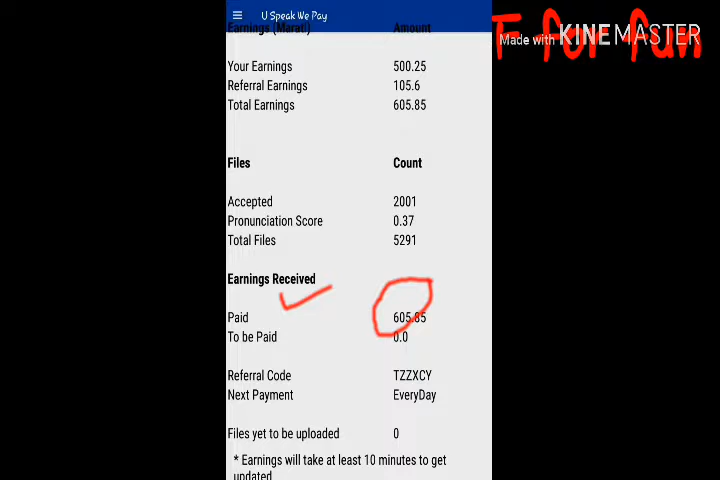 U Speak We Pay
Earnings (Marati) Amount
Made with KINEMASTER
F for fun
Your Earnings 500.25
Referral Earnings 105.6
Total Earnings 605.85
Files Count
Accepted 2001
Pronunciation Score 0.37
Total Files 5291
Earnings Received
Paid 605.85
To be Paid 0.0
Referral Code TZZXCY
Next Payment EveryDay
Files yet to be uploaded 0
* Earnings will take at least 10 minutes to get
updated